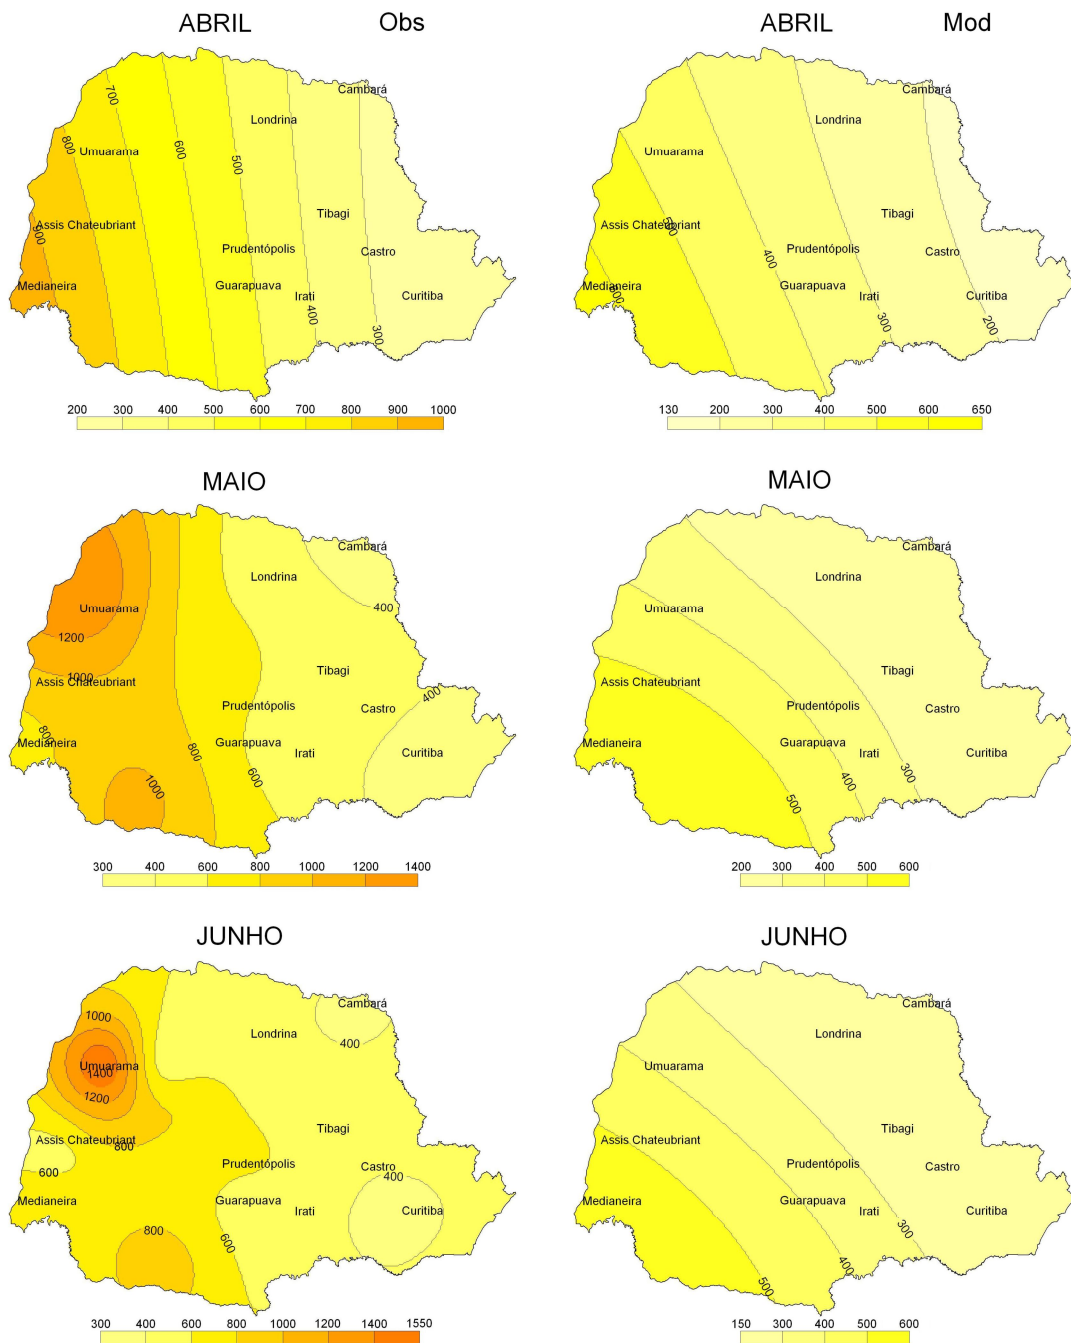 ABRIL Obs
700
Cambará
Londrina
800
Umuarama
600
500
Tibagi
Assis Chateubriant
900
Prudentópolis
Castro
Medianeira
Guarapuava
Irati
Curitiba
400
300
200 300 400 500 600 700 800 900 1000
ABRIL Mod
Cambará
Londrina
Umuarama
Tibagi
Assis Chateubriant
500
Prudentópolis
Castro
400
Medianeira
Guarapuava
600
Irati
Curitiba
300
200
130 200 300 400 500 600 650
MAIO
Cambará
Londrina
Umuarama
400
1200
Tibagi
1000
Assis Chateubriant
400
Prudentópolis
Castro
800
Medianeira
Guarapuava
800
Irati
Curitiba
600
1000
300 400 600 800 1000 1200 1400
MAIO
Cambará
Londrina
Umuarama
Tibagi
Assis Chateubriant
Prudentópolis
Castro
Medianeira
Guarapuava
Irati
Curitiba
300
400
500
200 300 400 500 600
JUNHO
Cambará
1000
Londrina
400
Umuarama
1400
1200
Tibagi
Assis Chateubriant
800
Prudentópolis
Castro
600
400
Medianeira
Guarapuava
Irati
Curitiba
800
600
300 400 600 800 1000 1200 1400 1550
JUNHO
Cambará
Londrina
Umuarama
Tibagi
Assis Chateubriant
Prudentópolis
Castro
Medianeira
Guarapuava
Irati
Curitiba
300
400
500
150 300 400 500 600